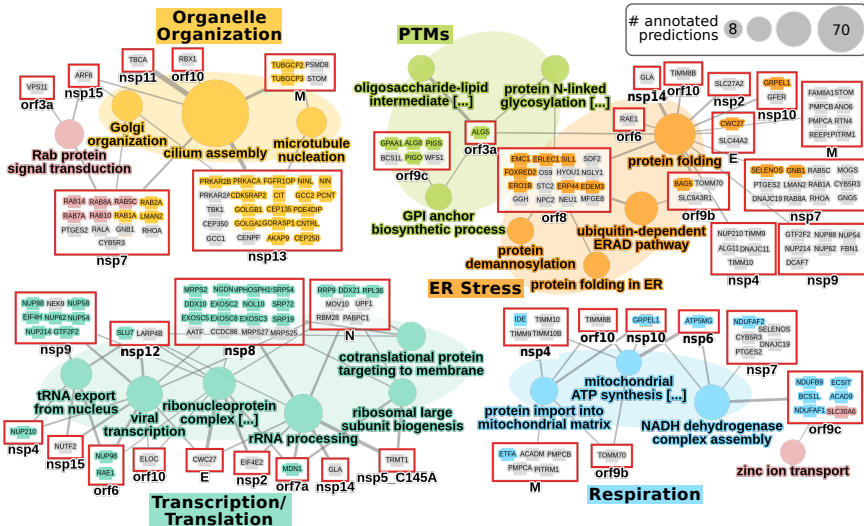 Organelle
Organization
TBCA
nsp11
RBX1
orf10
TUBGCP2 PSMD8
TUBGCP3 STOM
M
VPS11
orf3a
ARF6
nsp15
Golgi
organization
cilium assembly
microtubule
nucleation
Rab protein
signal transduction
RAB14 RAB8A RAB5C RAB2A
RAB7A RAB10 RAB1A LMAN2
PTGES2 RALA GNB1 RHOA
CYB5R3
nsp7
PRKAR2B PRKACA FGFR1OP NINL NIN
PRKAR2A CDK5RAP2 CIT GCC2 PCNT
TBK1 GOLGB1 CEP135 PDE4DIP
CEP350 GOLGA2 GORASP1 CNTRL
GCC1 CENPF AKAP9 CEP250
nsp13
PTMs
oligosaccharide-lipid
intermediate [...]
protein N-linked
glycosylation [...]
ALG5
orf3a
GPAA1 ALG8 PIGS
BCS1L PIGO WFS1
orf9c
GPI anchor
biosynthetic process
# annotated
predictions
8
70
GLA
nsp14
TIMM8B
orf10
SLC27A2
nsp2
GRPEL1
GFER
nsp10
FAM8A1 STOM
PMPCB ANO6
PMPCA RTN4
REEP5 PITRM1
M
RAE1
orf6
CWC27
SLC44A2
E
protein folding
EMC1 ERLEC1 SIL1 SDF2
FOXRED2 OS9 HYOU1 NGLY1
ERO1B STC2 ERP44 EDEM3
GGH NPC2 NEU1 MFGE8
orf8
BAG5 TOMM70
SLC9A3R1
orf9b
SELENOS GNB1 RAB5C MOGS
PTGES2 LMAN2 RAB1A CYB5R3
DNAJC19 RAB8A RHOA GNG5
nsp7
ubiquitin-dependent
ERAD pathway
protein
demannosylation
protein folding in ER
ER Stress
NUP210 TIMM9
ALG11 DNAJC11
TIMM10
nsp4
GTF2F2 NUP88 NUP54
NUP214 NUP62 FBN1
DCAF7
nsp9
NUP88 NEK9 NUP58
EIF4H NUP62 NUP54
NUP214 GTF2F2
nsp9
SLU7 LARP4B
nsp12
MRPS2 NGDN MPHOSPH10 SRP54
DDX10 EXOSC2 NOL10 SRP72
EXOSC5 EXOSC8 EXOSC3 SRP19
AATF CCDC86 MRPS27 MRPS25
nsp8
RRP9 DDX21 RPL36
MOV10 UPF1
RBM28 PABPC1
N
cotranslational protein
targeting to membrane
tRNA export
from nucleus
viral
transcription
ribonucleoprotein
complex [...]
rRNA processing
ribosomal large
subunit biogenesis
NUP210
nsp4
NUTF2
nsp15
NUP98
RAE1
orf6
ELOC
orf10
CWC27
E
EIF4E2
nsp2
MDN1
orf7a
GLA
nsp14
TRMT1
nsp5_C145A
Transcription/
Translation
IDE TIMM10
TIMM9 TIMM10B
nsp4
TIMM8B
orf10
GRPEL1
nsp10
ATP5MG
nsp6
NDUFAF2
SELENOS
CYB5R3
DNAJC19
PTGES2
nsp7
mitochondrial
ATP synthesis [...]
protein import into
mitochondrial matrix
NADH dehydrogenase
complex assembly
NDUFB9 ECSIT
BCS1L ACAD9
NDUFAF1 SLC30A6
orf9c
zinc ion transport
ETFA ACADM PMPCB
PMPCA PITRM1
M
TOMM70
orf9b
Respiration